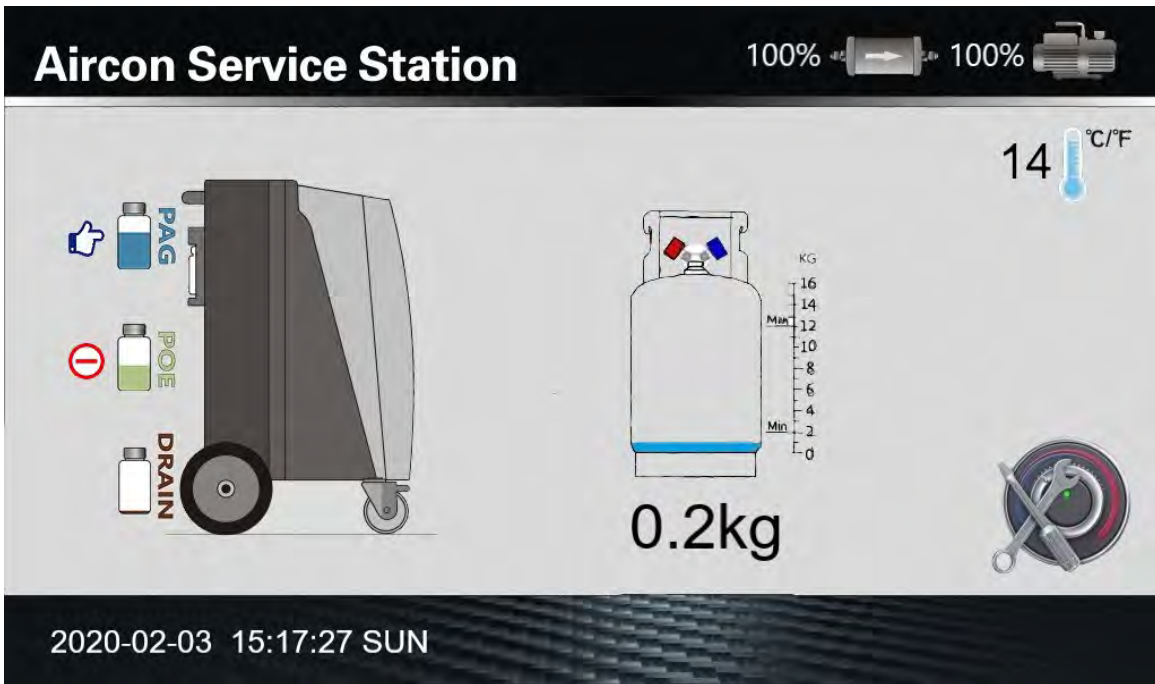 Aircon Service Station
100%
100%
14
°C/°F
PAG
POE
DRAIN
KG
16
14
Max
12
10
8
6
4
Min
2
0
0.2kg
2020-02-03 15:17:27 SUN